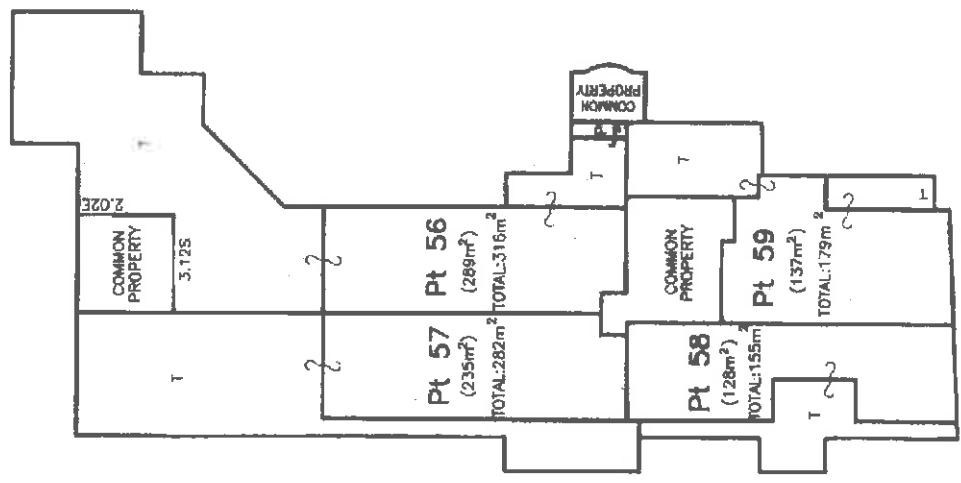 T
2.02E
COMMON
PROPERTY
3.12S
COMMON
PROPERTY
T
T
Pt 56
(289m²)
TOTAL:316m²
T
Pt 57
(235m²)
TOTAL:282m²
COMMON
PROPERTY
Pt 59
(137m²)
TOTAL:179m²
T
Pt 58
(128m²)
TOTAL:155m²
T